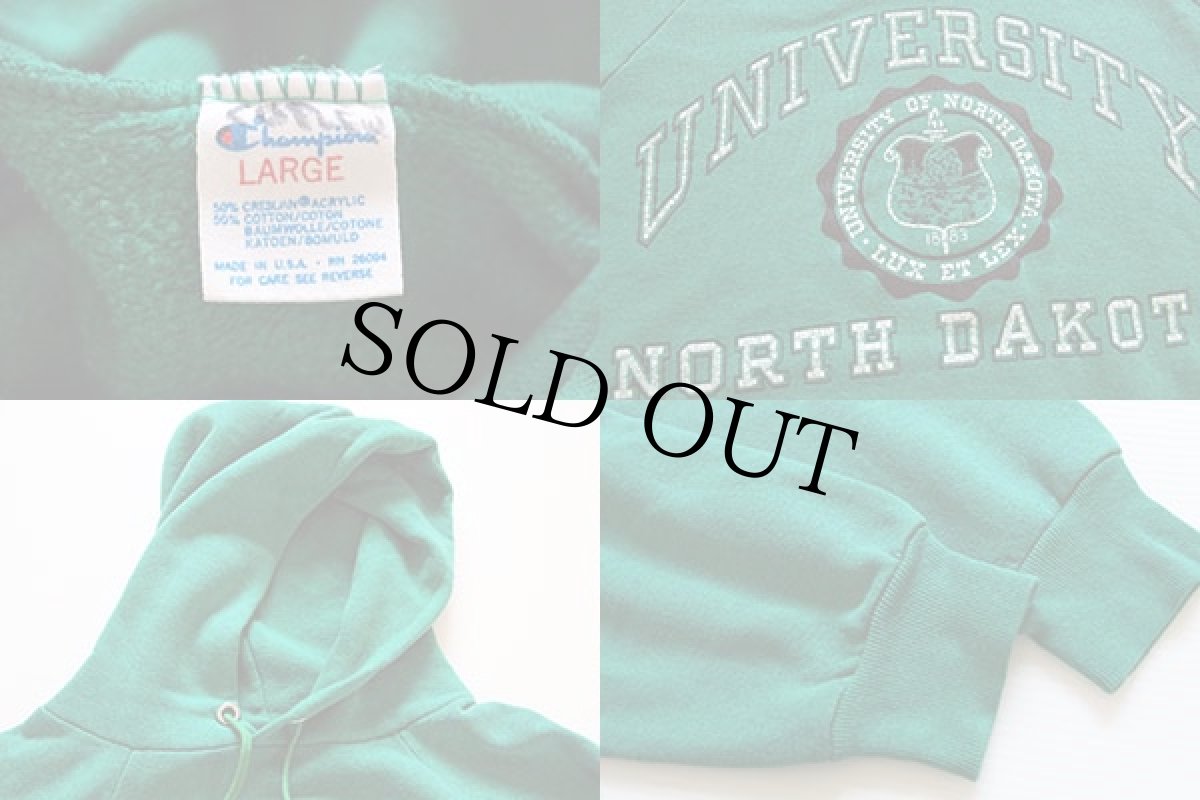 Champion
LARGE
50% CRESLAN® ACRYLIC
50% COTTON/COTON
BAUMWOLLE/COTONE
KATOEN/BOMULD
MADE IN U.S.A. - RN 26094
FOR CARE SEE REVERSE
UNIVERSITY
UNIVERSITY OF NORTH DAKOTA
1883
LUX ET LEX
NORTH DAKOT
SOLD OUT